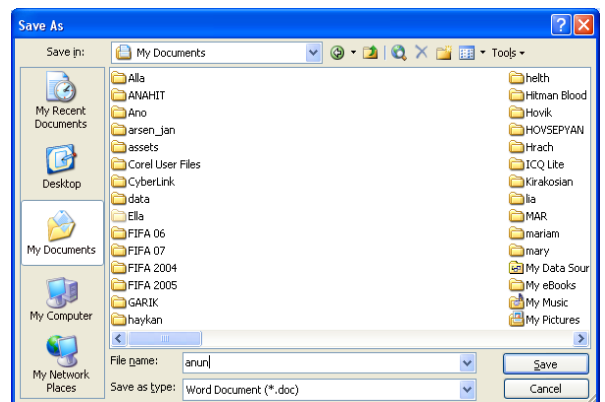 Save As
Save in:
My Documents
Tools
My Recent
Documents
Desktop
My Documents
My Computer
My Network
Places
Alla
ANAHIT
Ano
arsen_jan
assets
Corel User Files
CyberLink
data
Ella
FIFA 06
FIFA 07
FIFA 2004
FIFA 2005
GARIK
haykan
helth
Hitman Blood
Hovik
HOVSEPYAN
Hrach
ICQ Lite
Kirakosian
lia
MAR
mariam
mary
My Data Sour
My eBooks
My Music
My Pictures
File name:
anun
Save
Save as type:
Word Document (*.doc)
Cancel